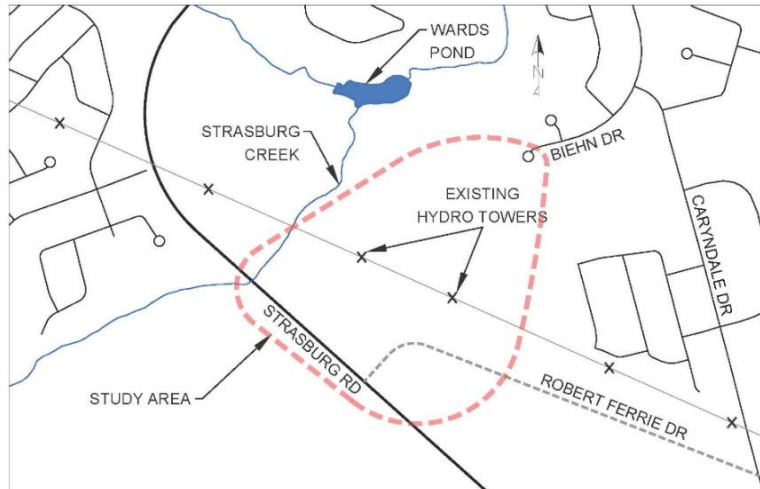 WARDS
POND
N
STRASBURG
CREEK
BIEHN DR
EXISTING
HYDRO TOWERS
CARYNDALE DR
STRASBURG RD
STUDY AREA
ROBERT FERRIE DR